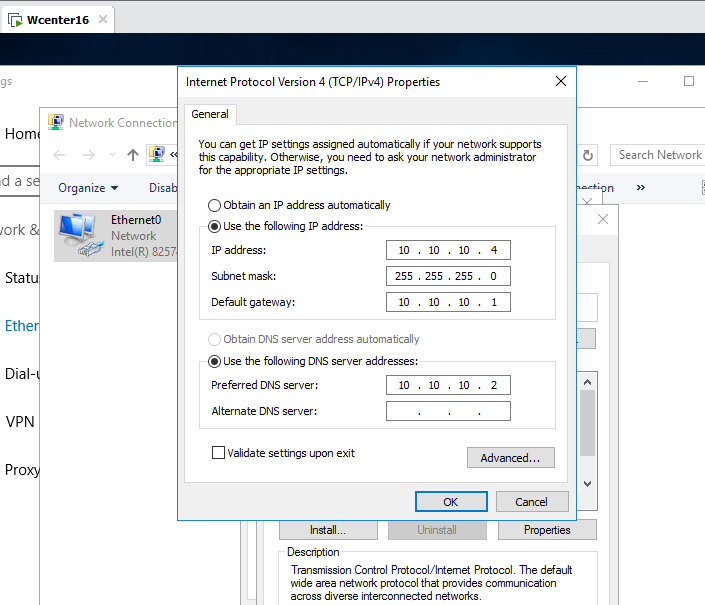 Wcenter16
gs
Internet Protocol Version 4 (TCP/IPv4) Properties
General
You can get IP settings assigned automatically if your network supports
this capability. Otherwise, you need to ask your network administrator
for the appropriate IP settings.
Obtain an IP address automatically
Use the following IP address:
IP address: 10 . 10 . 10 . 4
Subnet mask: 255 . 255 . 255 . 0
Default gateway: 10 . 10 . 10 . 1
Obtain DNS server address automatically
Use the following DNS server addresses:
Preferred DNS server: 10 . 10 . 10 . 2
Alternate DNS server: . . .
Validate settings upon exit
Advanced...
OK Cancel
Network Connection
«
Search Network
Organize Disab
nection »
Ethernet0
Network
Intel(R) 8257
Home
d a se
work &
Status
Ether
Dial-u
VPN
Proxy
Install... Uninstall Properties
Description
Transmission Control Protocol/Internet Protocol. The default
wide area network protocol that provides communication
across diverse interconnected networks.